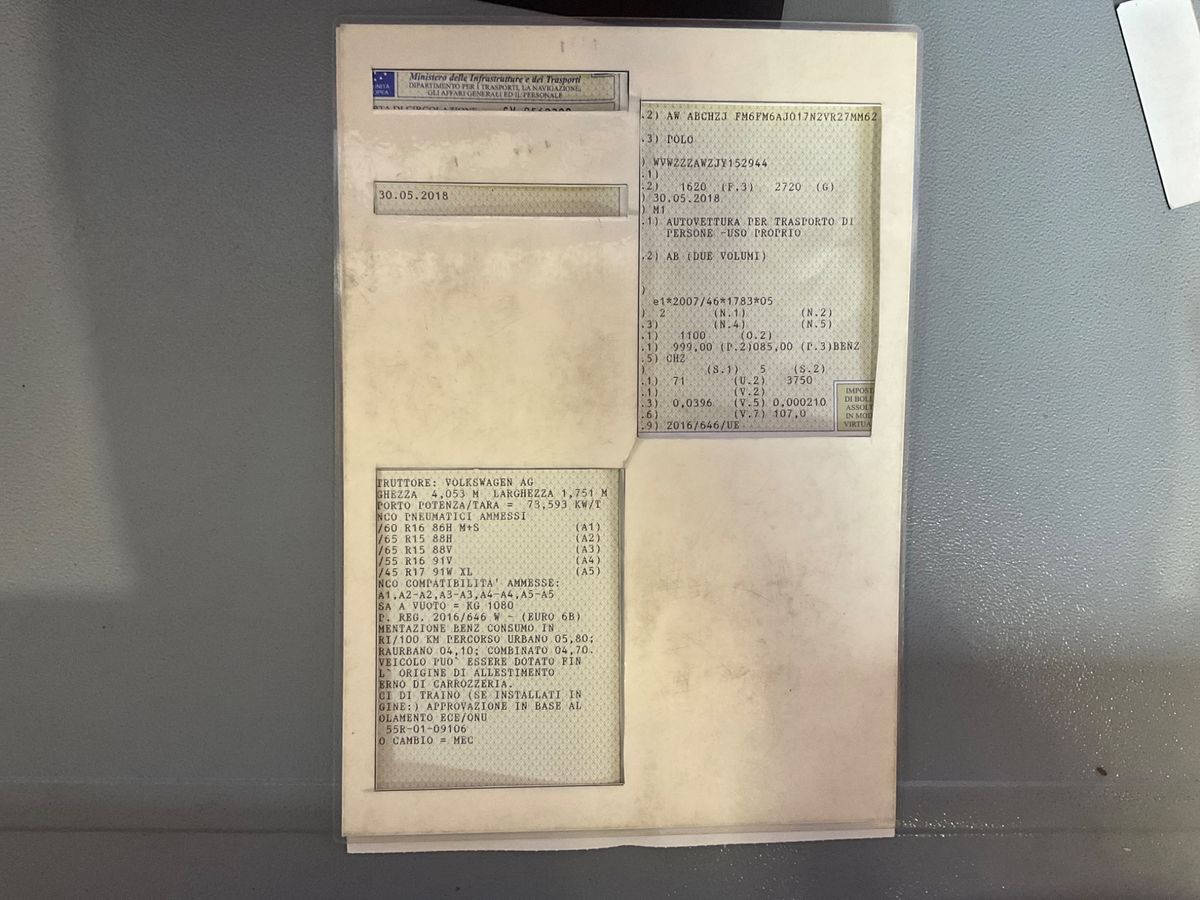 Ministero delle Infrastrutture e dei Trasporti
DIPARTIMENTO PER I TRASPORTI, LA NAVIGAZIONE,
GLI AFFARI GENERALI ED IL PERSONALE
30.05.2018
.2) AW ABCHZJ FM6FM6AJ017N2VR27MM62
.3) POLO
) WVWZZZAWZJY152944
.1)
.2) 1620 (F.3) 2720 (G)
) 30.05.2018
) M1
.1) AUTOVETTURA PER TRASPORTO DI
PERSONE -USO PROPRIO
.2) AB (DUE VOLUMI)
)
e1*2007/46*1783*05
) 2 (N.1) (N.2)
.3) (N.4) (N.5)
.1) 1100 (O.2)
.1) 999,00 (P.2)085,00 (P.3)BENZ
.5) CHZ
) (S.1) 5 (S.2)
.1) 71 (U.2) 3750
.1) (V.2)
.3) 0,0396 (V.5) 0,000210
.6) (V.7) 107,0
.9) 2016/646/UE
IMPOST
DI BOLL
ASSOLT
IN MOD
VIRTUA
TRUTTORE: VOLKSWAGEN AG
GHEZZA 4,053 M LARGHEZZA 1,751 M
PORTO POTENZA/TARA = 73,593 KW/T
NCO PNEUMATICI AMMESSI
/60 R16 86H M+S (A1)
/65 R15 88H (A2)
/65 R15 88V (A3)
/55 R16 91V (A4)
/45 R17 91W XL (A5)
NCO COMPATIBILITA' AMMESSE:
A1,A2-A2,A3-A3,A4-A4,A5-A5
SA A VUOTO = KG 1080
P. REG. 2016/646 W - (EURO 6B)
MENTAZIONE BENZ CONSUMO IN
RI/100 KM PERCORSO URBANO 05,80;
RAURBANO 04,10; COMBINATO 04,70.
VEICOLO PUO` ESSERE DOTATO FIN
L` ORIGINE DI ALLESTIMENTO
ERNO DI CARROZZERIA.
CI DI TRAINO (SE INSTALLATI IN
GINE:) APPROVAZIONE IN BASE AL
OLAMENTO ECE/ONU
55R-01-09106
O CAMBIO = MEC